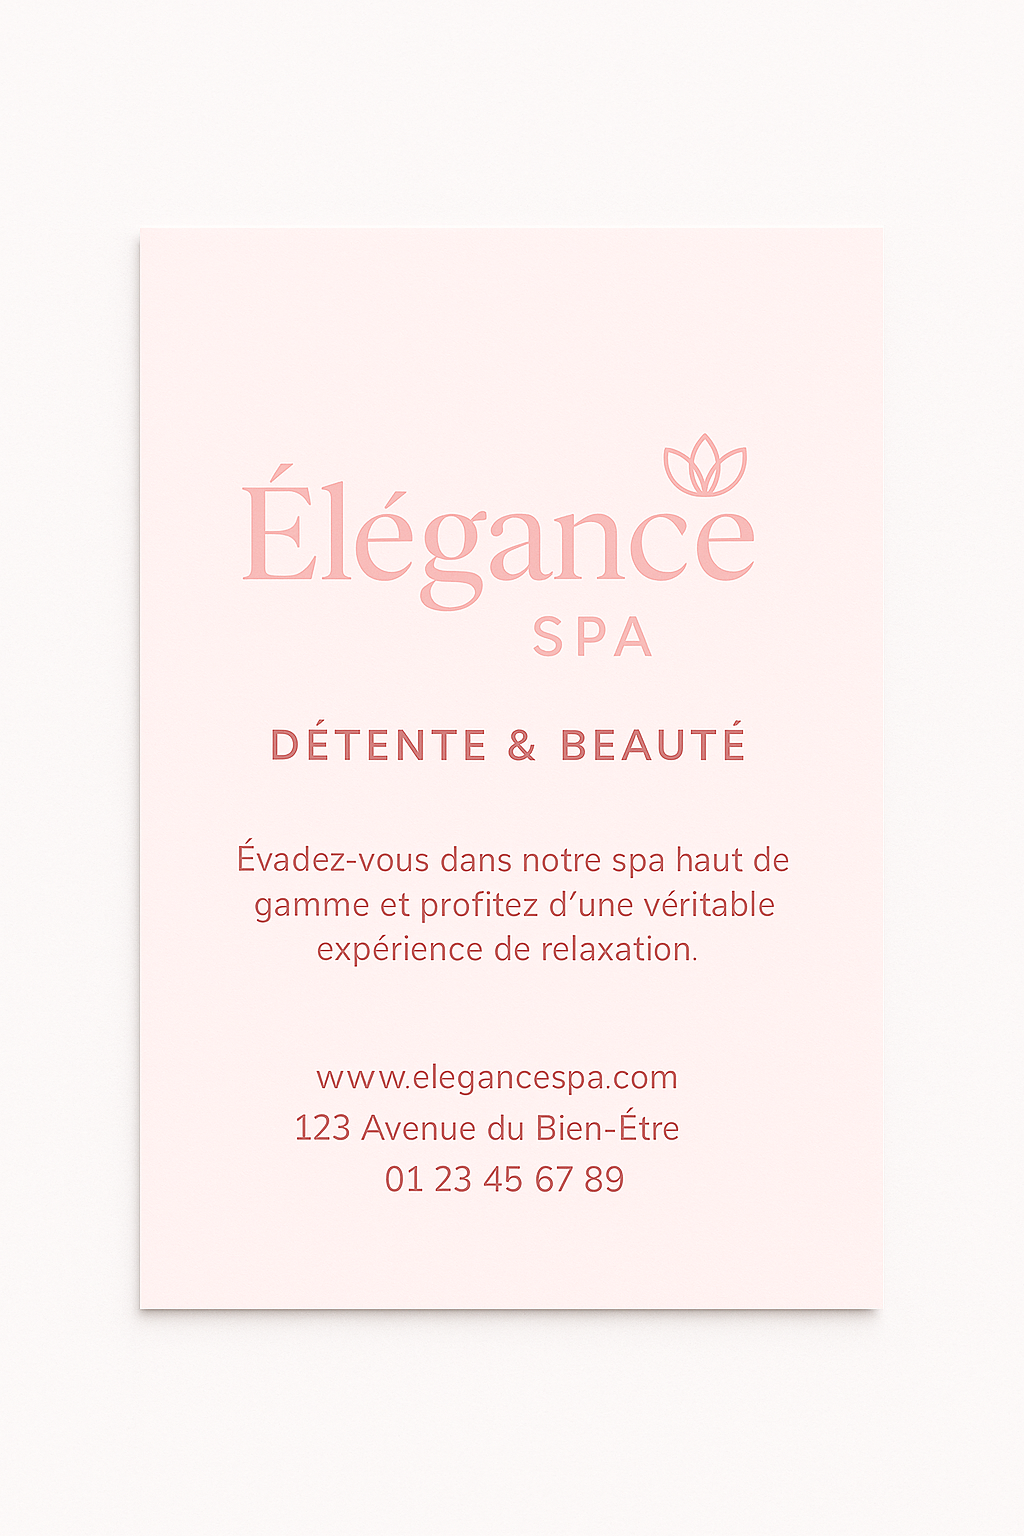 Élégance
SPA
DÉTENTE & BEAUTÉ
Évadez-vous dans notre spa haut de
gamme et profitez d’une véritable
expérience de relaxation.
www.elegancespa.com
123 Avenue du Bien-Étre
01 23 45 67 89